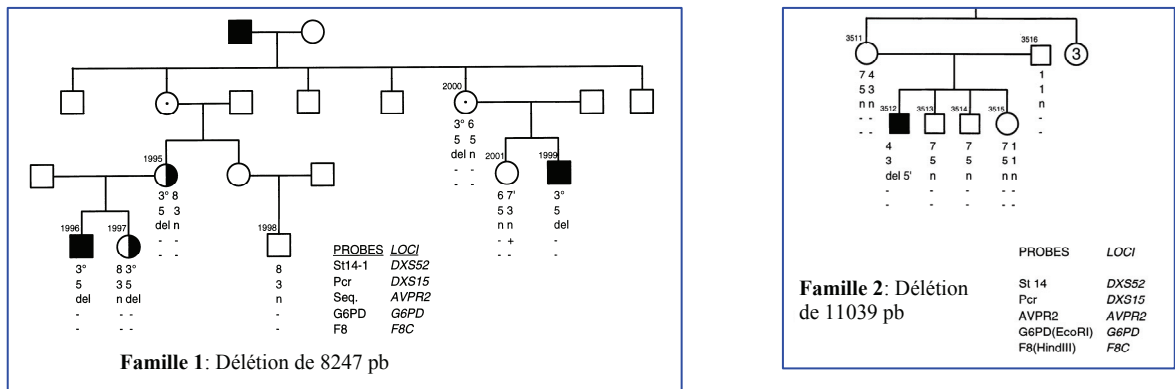 2000
3° 6
5 5
del n
- -
- -
1995
3° 8
5 3
del n
- -
- -
2001
6 7'
5 3
n n
- +
- -
1999
3°
5
del
-
-
1996
3°
5
del
-
-
1997
8 3°
3 5
n del
- -
- -
1998
8
3
n
-
-
PROBES LOCI
St14-1 DXS52
Pcr DXS15
Seq. AVPR2
G6PD G6PD
F8 F8C
Famille 1: Délétion de 8247 pb
3511
7 4
5 3
n n
- -
- -
3516
1
1
n
-
-
3
3512
4
3
del 5'
-
-
3513
7
5
n
-
-
3514
7
5
n
-
-
3515
7 1
5 1
n n
- -
- -
PROBES LOCI
St 14 DXS52
Pcr DXS15
AVPR2 AVPR2
G6PD(EcoRI) G6PD
F8(HindIII) F8C
Famille 2: Délétion
de 11039 pb